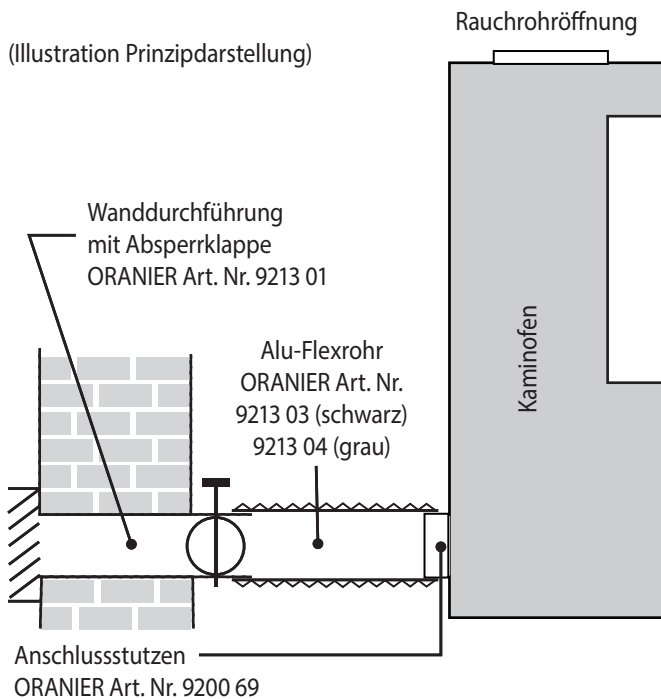 Rauchrohröffnung
(Illustration Prinzipdarstellung)
Wanddurchführung
mit Absperrklappe
ORANIER Art. Nr. 9213 01
Alu-Flexrohr
ORANIER Art. Nr.
9213 03 (schwarz)
9213 04 (grau)
Kaminofen
Anschlussstutzen
ORANIER Art. Nr. 9200 69